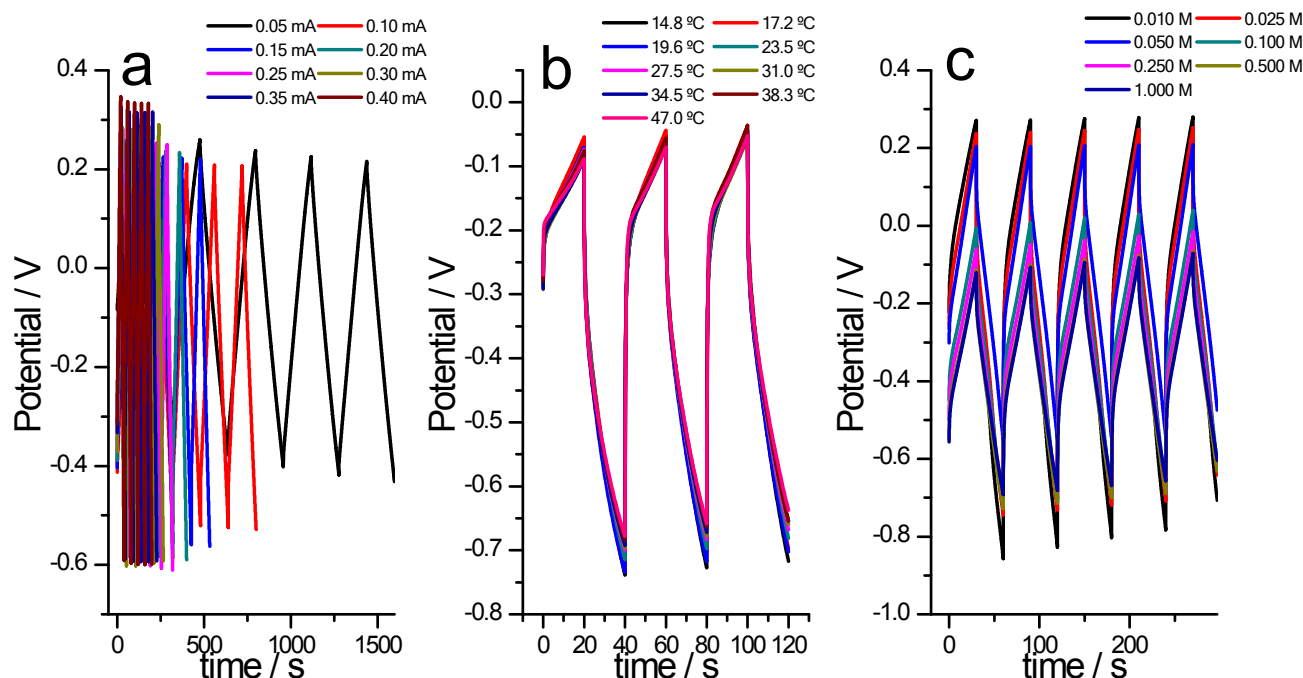 a
0.05 mA 0.10 mA
0.15 mA 0.20 mA
0.25 mA 0.30 mA
0.35 mA 0.40 mA
0.4
0.2
0.0
-0.2
-0.4
-0.6
Potential / V
0 500 1000 1500
time / s
b
14.8 ºC 17.2 ºC
19.6 ºC 23.5 ºC
27.5 ºC 31.0 ºC
34.5 ºC 38.3 ºC
47.0 ºC
0.0
-0.1
-0.2
-0.3
-0.4
-0.5
-0.6
-0.7
-0.8
Potential / V
0 20 40 60 80 100 120
time / s
c
0.010 M 0.025 M
0.050 M 0.100 M
0.250 M 0.500 M
1.000 M
0.4
0.2
0.0
-0.2
-0.4
-0.6
-0.8
-1.0
Potential / V
0 100 200
time / s